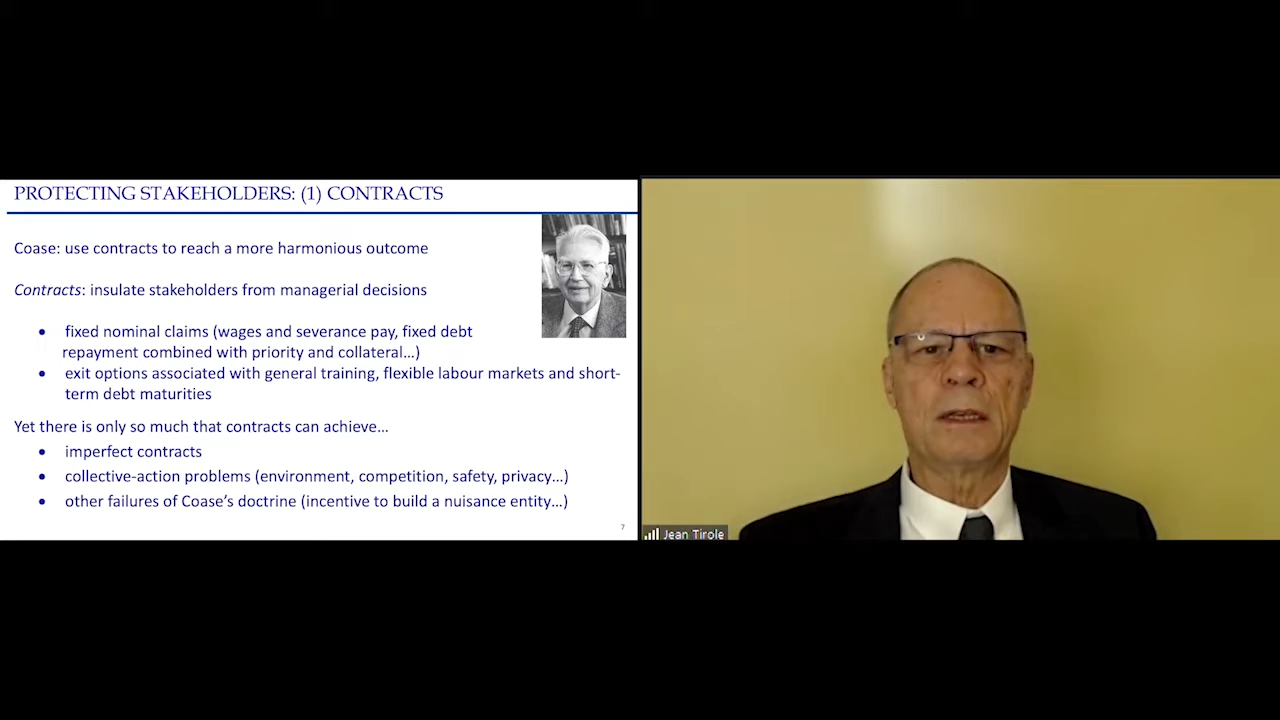 PROTECTING STAKEHOLDERS: (1) CONTRACTS
Coase: use contracts to reach a more harmonious outcome
Contracts: insulate stakeholders from managerial decisions
• fixed nominal claims (wages and severance pay, fixed debt
repayment combined with priority and collateral…)
• exit options associated with general training, flexible labour markets and short-
term debt maturities
Yet there is only so much that contracts can achieve…
• imperfect contracts
• collective-action problems (environment, competition, safety, privacy…)
• other failures of Coase’s doctrine (incentive to build a nuisance entity…)
7
Jean Tirole